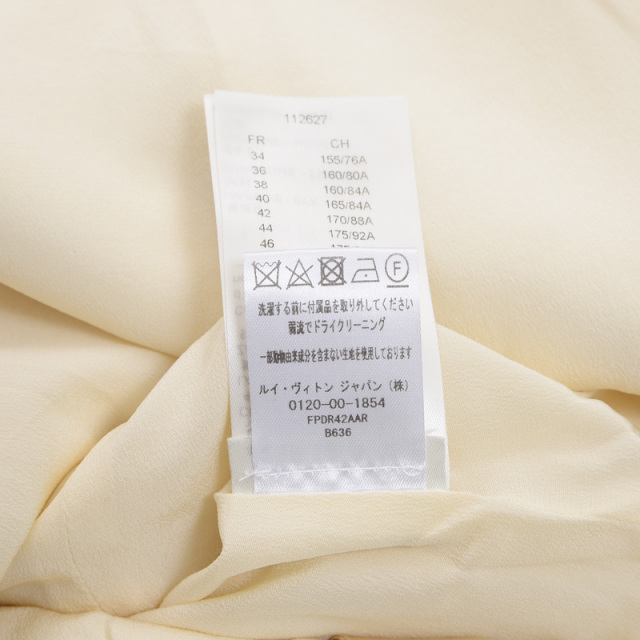 112627
FR CH
34 155/76A
36 160/80A
38 160/84A
40 165/84A
42 170/88A
44 175/92A
46
F
洗濯する前に付属品を取り外してください
弱流でドライクリーニング
一部動物由来成分を含まない生地を使用しております
ルイ・ヴィトン ジャパン（株）
0120-00-1854
FPDR42AAR
B636